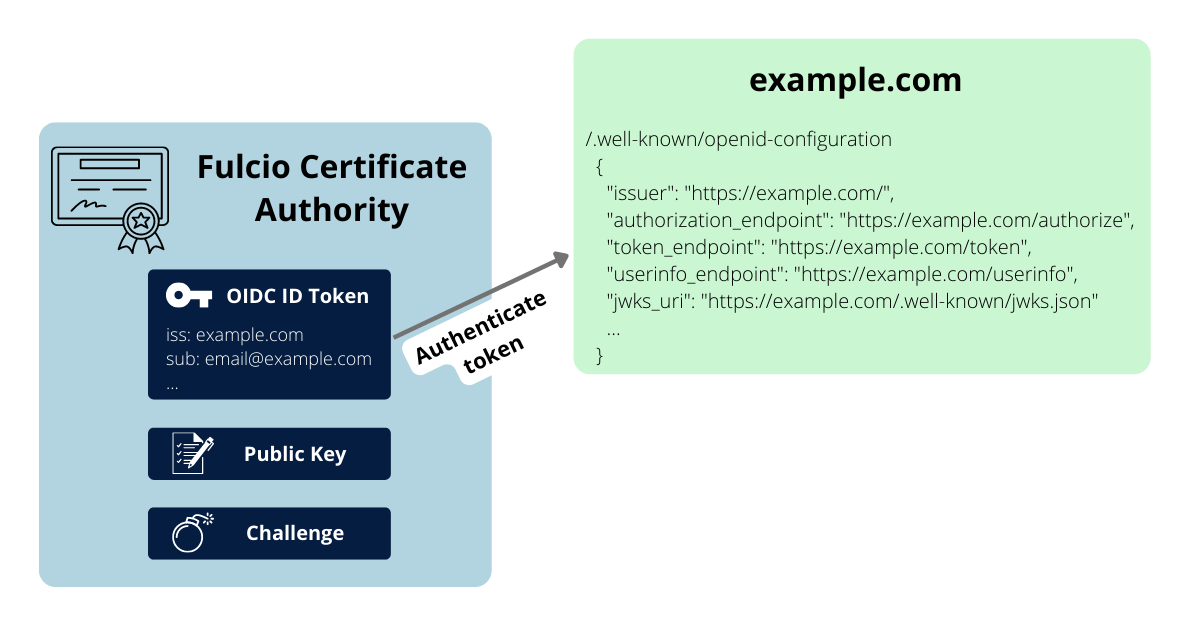 Fulcio Certificate
Authority
OIDC ID Token
iss: example.com
sub: email@example.com
...
Public Key
Challenge
Authenticate
token
example.com
/.well-known/openid-configuration
{
"issuer": "https://example.com/",
"authorization_endpoint": "https://example.com/authorize",
"token_endpoint": "https://example.com/token",
"userinfo_endpoint": "https://example.com/userinfo",
"jwks_uri": "https://example.com/.well-known/jwks.json"
...
}